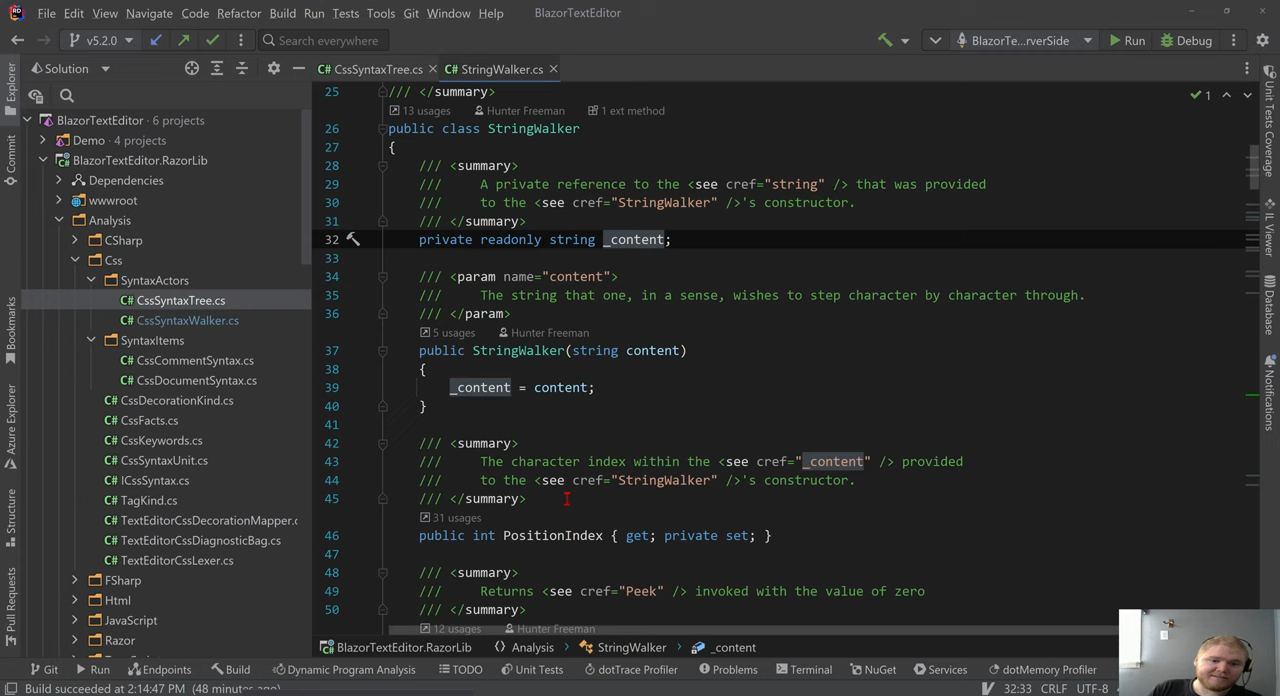 File Edit View Navigate Code Refactor Build Run Tests Tools Git Window Help BlazorTextEditor
v5.2.0 Search everywhere BlazorTe...rverSide Run Debug
Solution CssSyntaxTree.cs StringWalker.cs
Explorer
Commit
Bookmarks
Azure Explorer
Structure
Pull Requests
BlazorTextEditor • 6 projects
Demo • 4 projects
BlazorTextEditor.RazorLib
Dependencies
wwwroot
Analysis
CSharp
Css
SyntaxActors
C# CssSyntaxTree.cs
C# CssSyntaxWalker.cs
SyntaxItems
C# CssCommentSyntax.cs
C# CssDocumentSyntax.cs
C# CssDecorationKind.cs
C# CssFacts.cs
C# CssKeywords.cs
C# CssSyntaxUnit.cs
C# ICssSyntax.cs
C# TagKind.cs
C# TextEditorCssDecorationMapper.c
C# TextEditorCssDiagnosticBag.cs
C# TextEditorCssLexer.cs
FSharp
Html
JavaScript
Razor
25 /// </summary>
13 usages Hunter Freeman 1 ext method
26 public class StringWalker
27 {
28 /// <summary>
29 /// A private reference to the <see cref="string" /> that was provided
30 /// to the <see cref="StringWalker" />'s constructor.
31 /// </summary>
32 private readonly string _content;
33
34 /// <param name="content">
35 /// The string that one, in a sense, wishes to step character by character through.
36 /// </param>
5 usages Hunter Freeman
37 public StringWalker(string content)
38 {
39 _content = content;
40 }
41
42 /// <summary>
43 /// The character index within the <see cref="_content" /> provided
44 /// to the <see cref="StringWalker" />'s constructor.
45 /// </summary>
31 usages
46 public int PositionIndex { get; private set; }
47
48 /// <summary>
49 /// Returns <see cref="Peek" /> invoked with the value of zero
50 /// </summary>
12 usages Hunter Freeman
1
Unit Tests Coverage
IL Viewer
Database
Notifications
BlazorTextEditor.RazorLib Analysis StringWalker _content
Git Run Endpoints Build Dynamic Program Analysis TODO Unit Tests dotTrace Profiler Problems Terminal NuGet Services dotMemory Profiler
Build succeeded at 2:14:47 PM (48 minutes ago) 32:33 CRLF UTF-8